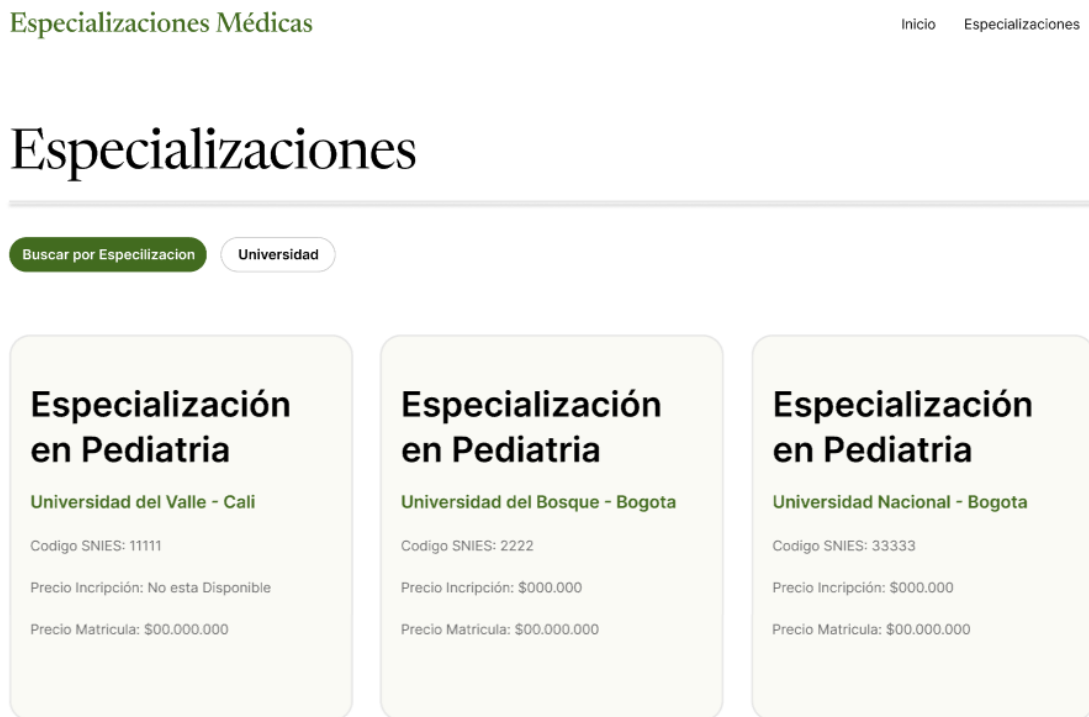 Especializaciones Médicas
Inicio Especializaciones
Especializaciones
Buscar por Especilizacion Universidad
Especialización
en Pediatria
Universidad del Valle - Cali
Codigo SNIES: 11111
Precio Incripción: No esta Disponible
Precio Matricula: $00.000.000
Especialización
en Pediatria
Universidad del Bosque - Bogota
Codigo SNIES: 2222
Precio Incripción: $000.000
Precio Matricula: $00.000.000
Especialización
en Pediatria
Universidad Nacional - Bogota
Codigo SNIES: 33333
Precio Incripción: $000.000
Precio Matricula: $00.000.000